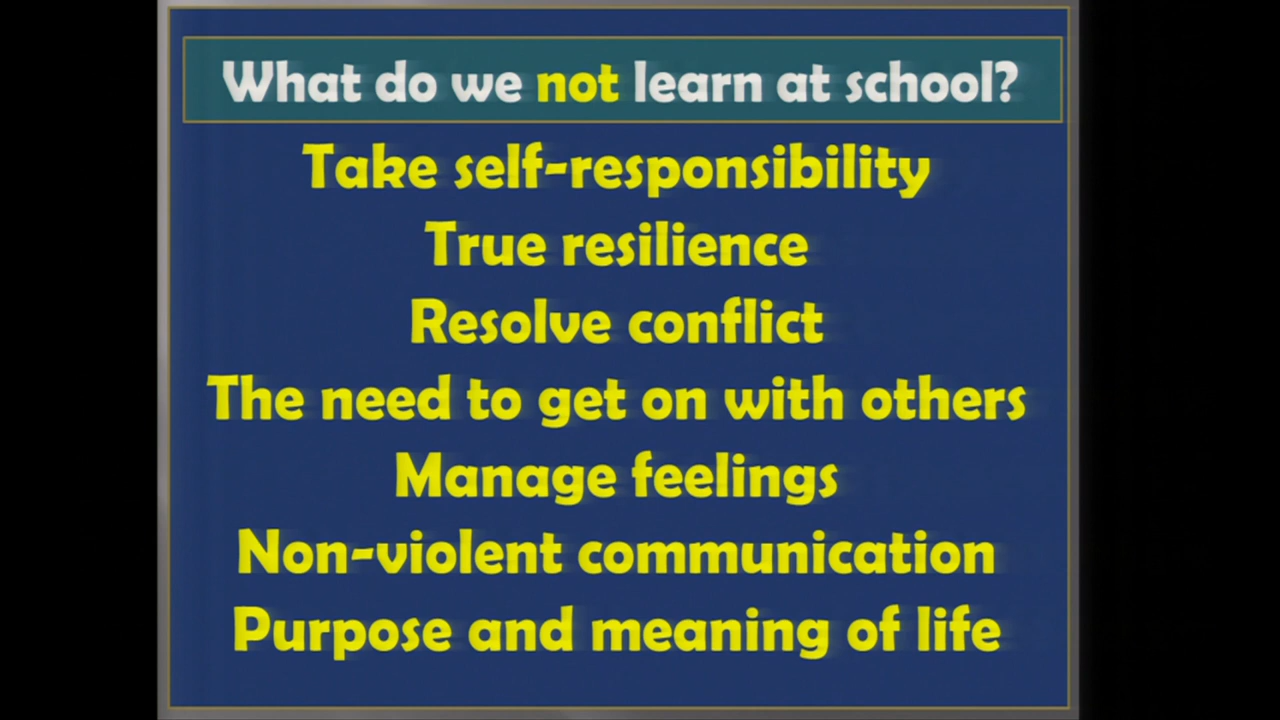 What do we not learn at school?
Take self-responsibility
True resilience
Resolve conflict
The need to get on with others
Manage feelings
Non-violent communication
Purpose and meaning of life